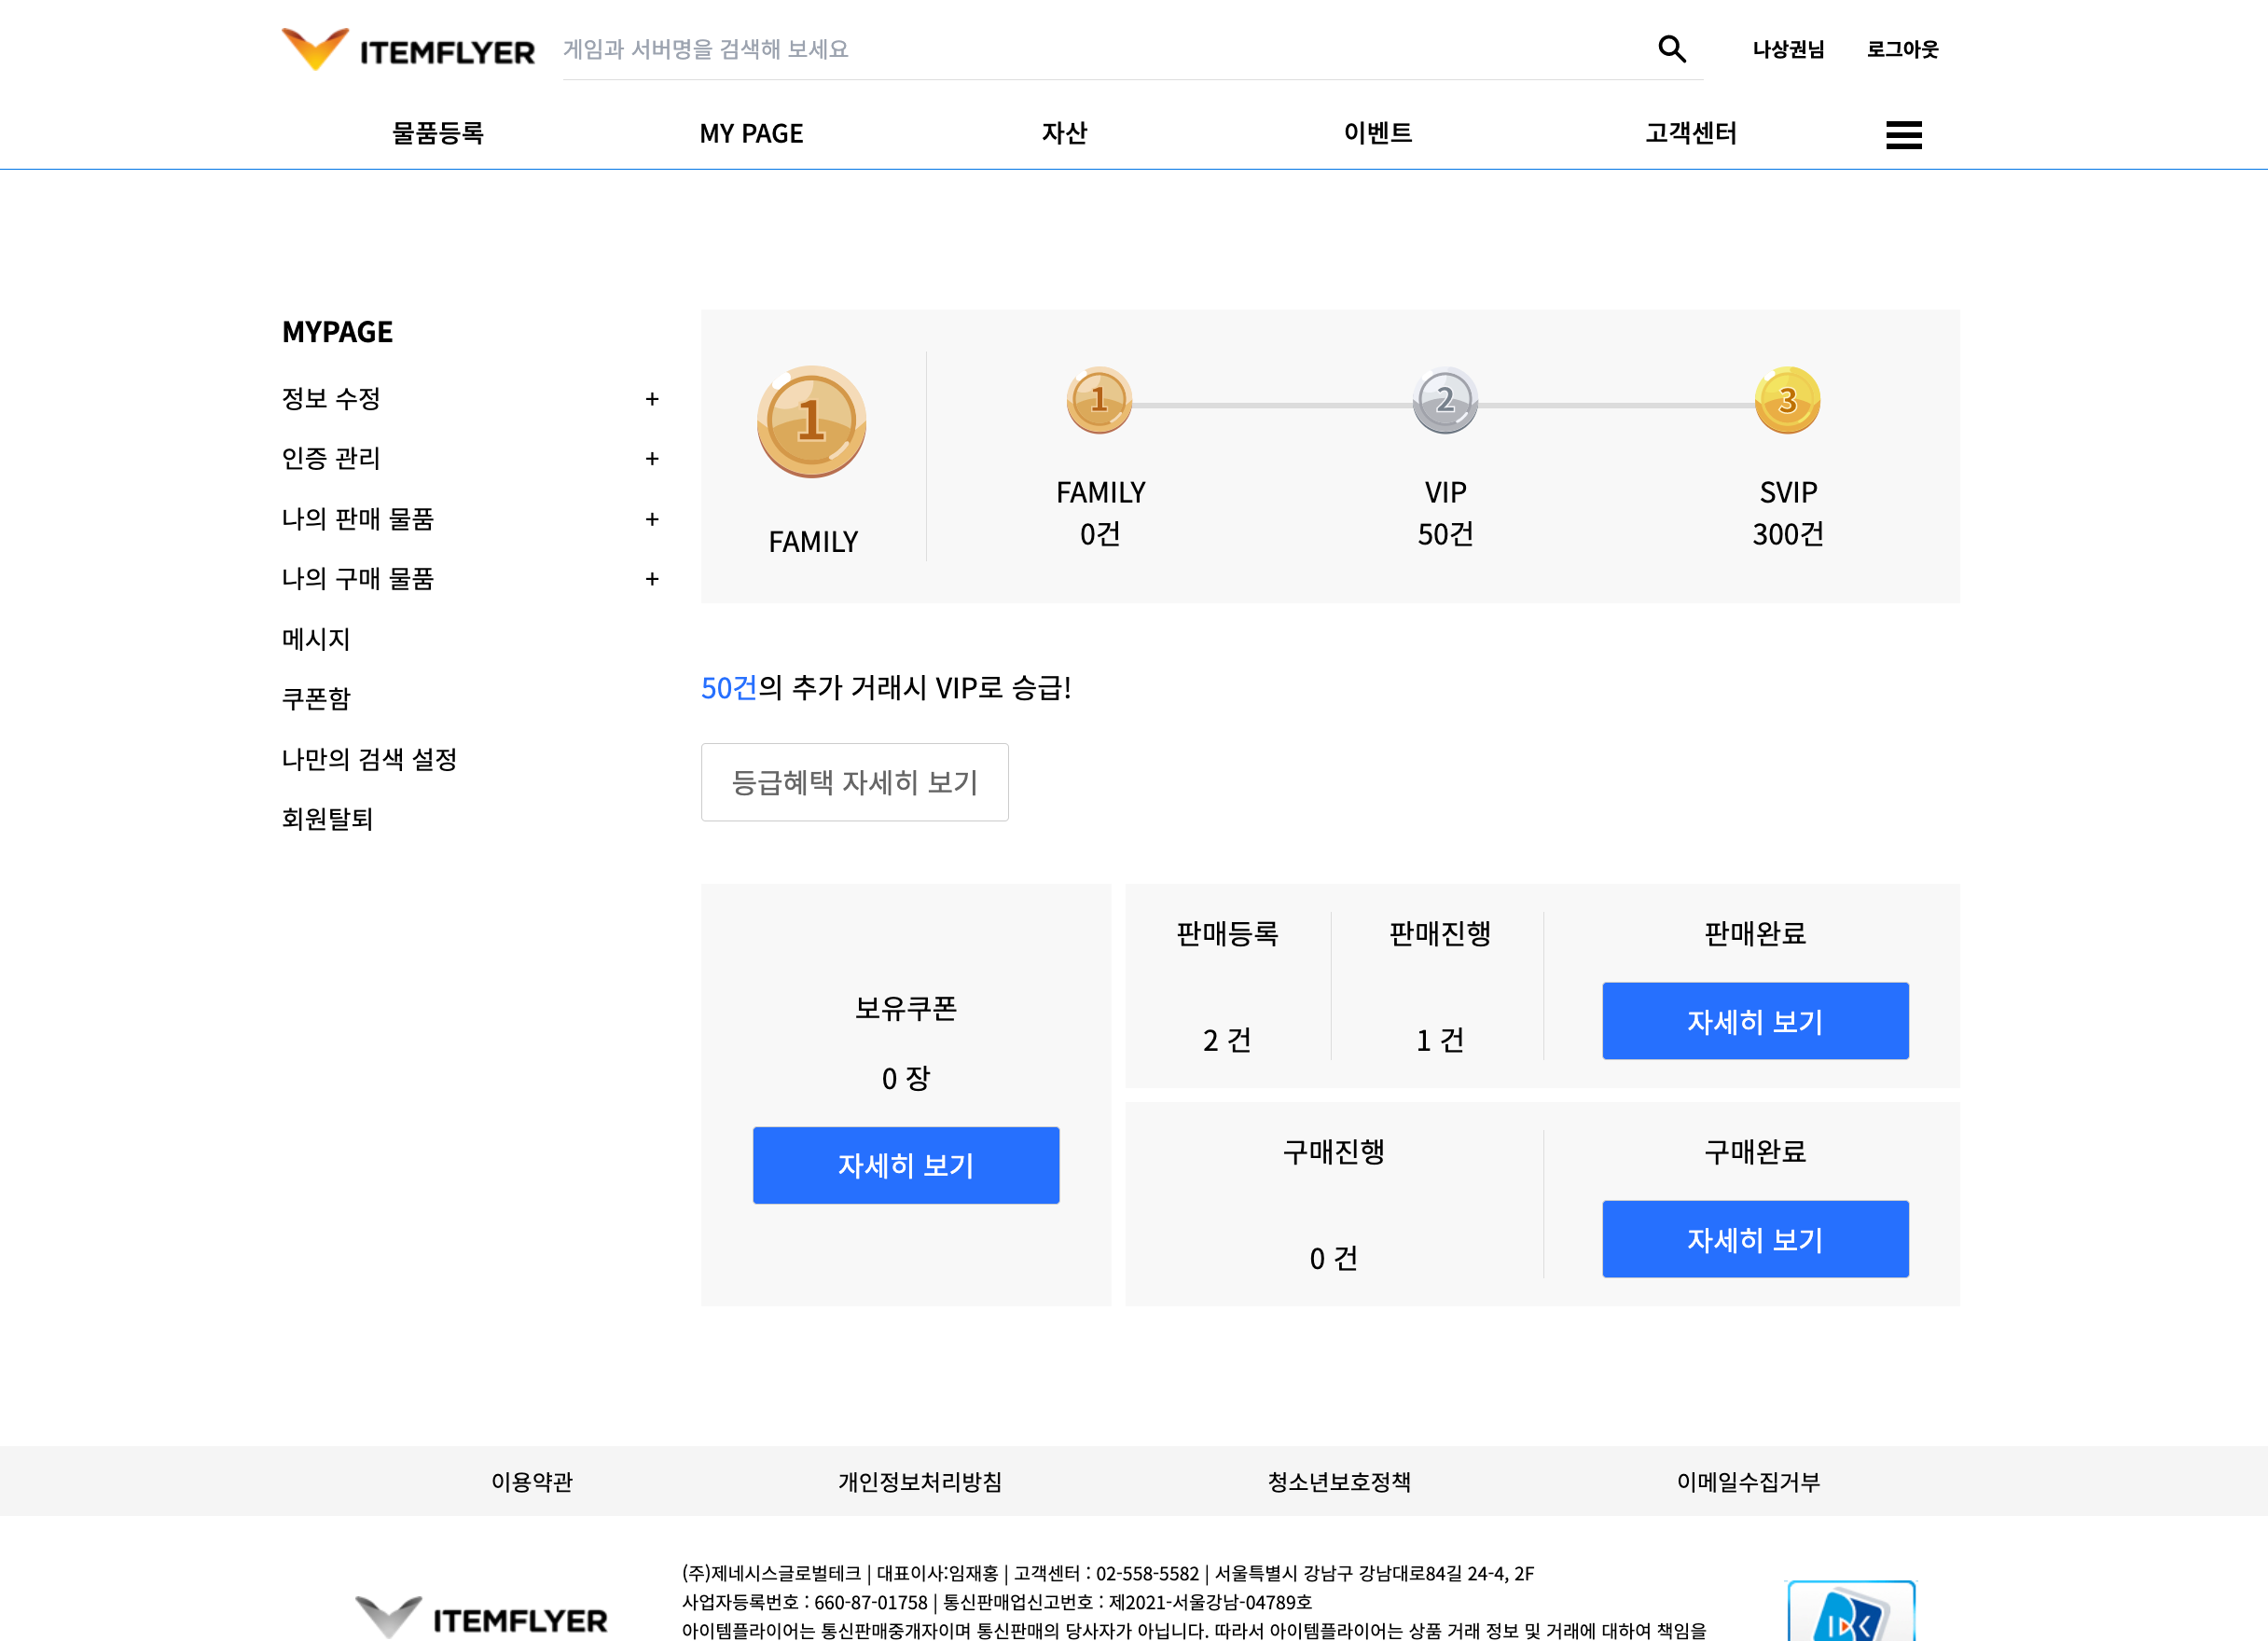 ITEMFLYER
게임과 서버명을 검색해 보세요
나상권님
로그아웃
물품등록
MY PAGE
자산
이벤트
고객센터
MYPAGE
정보 수정 +
인증 관리 +
나의 판매 물품 +
나의 구매 물품 +
메시지
쿠폰함
나만의 검색 설정
회원탈퇴
1
FAMILY
1
2
3
FAMILY
0건
VIP
50건
SVIP
300건
50건의 추가 거래시 VIP로 승급!
등급혜택 자세히 보기
보유쿠폰
0 장
자세히 보기
판매등록
2 건
판매진행
1 건
판매완료
자세히 보기
구매진행
0 건
구매완료
자세히 보기
이용약관
개인정보처리방침
청소년보호정책
이메일수집거부
ITEMFLYER
(주)제네시스글로벌테크 | 대표이사:임재홍 | 고객센터 : 02-558-5582 | 서울특별시 강남구 강남대로84길 24-4, 2F
사업자등록번호 : 660-87-01758 | 통신판매업신고번호 : 제2021-서울강남-04789호
아이템플라이어는 통신판매중개자이며 통신판매의 당사자가 아닙니다. 따라서 아이템플라이어는 상품 거래 정보 및 거래에 대하여 책임을